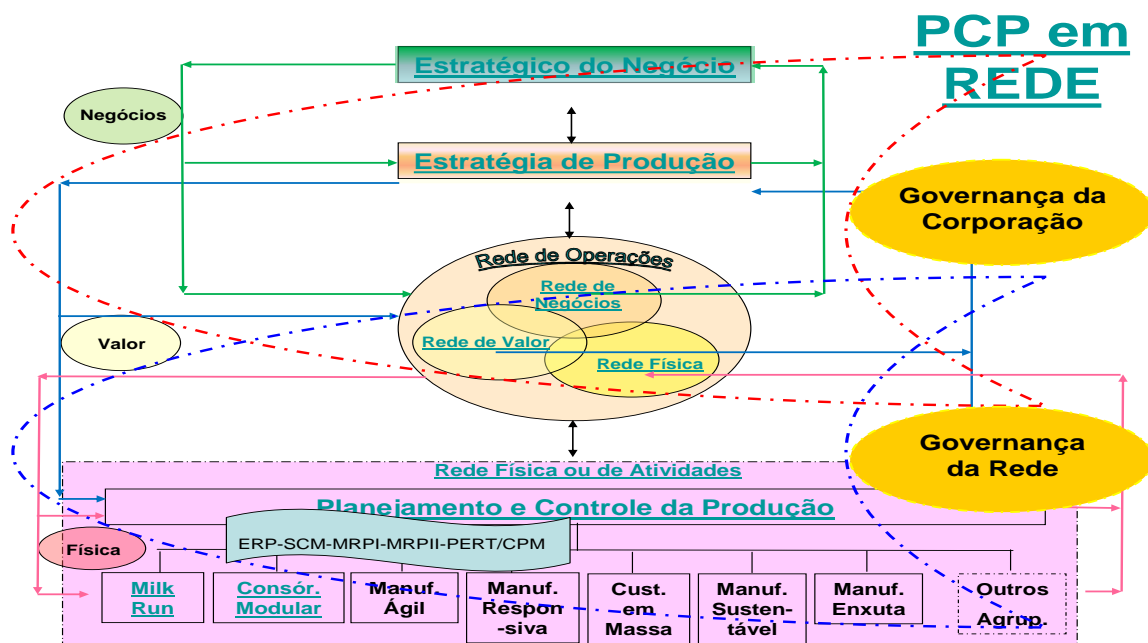 PCP em
REDE
Estratégico do Negócio
Negócios
Estratégia de Produção
Governança da
Corporação
Rede de Operações
Rede de
Negócios
Valor
Rede de Valor
Rede Física
Governança
da Rede
Rede Física ou de Atividades
Planejamento e Controle da Produção
Física
ERP-SCM-MRPI-MRPII-PERT/CPM
Milk
Run
Consór.
Modular
Manuf.
Ágil
Manuf.
Respon
-siva
Cust.
em
Massa
Manuf.
Susten-
tável
Manuf.
Enxuta
Outros
Agrup.